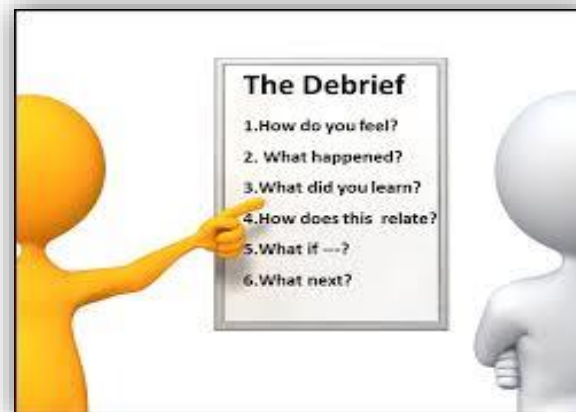 The Debrief
1.How do you feel?
2. What happened?
3.What did you learn?
4.How does this relate?
5.What if ---?
6.What next?